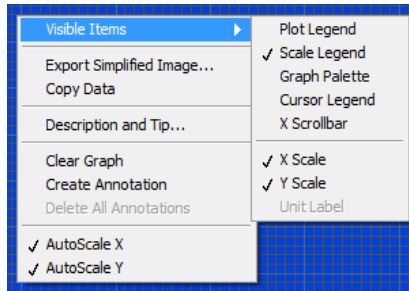 Visible Items
Export Simplified Image...
Copy Data
Description and Tip...
Clear Graph
Create Annotation
Delete All Annotations
AutoScale X
AutoScale Y
Plot Legend
Scale Legend
Graph Palette
Cursor Legend
X Scrollbar
X Scale
Y Scale
Unit Label